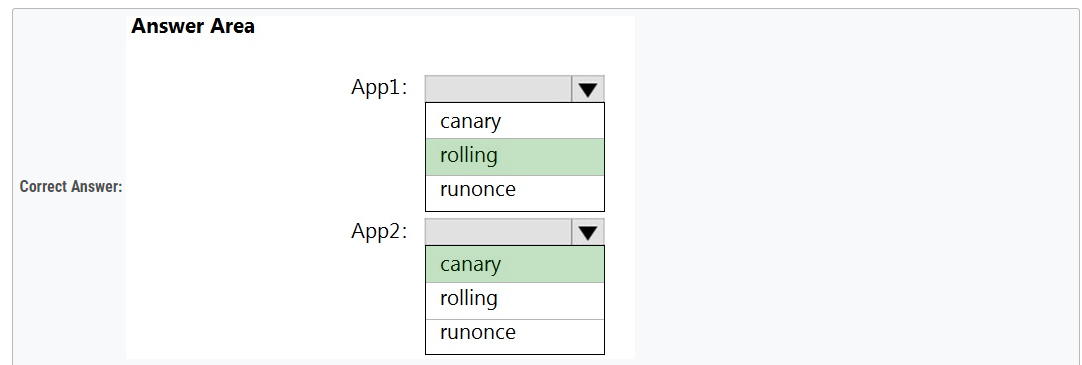 Answer Area
App1:
canary
rolling
runonce
Correct Answer:
App2:
canary
rolling
runonce